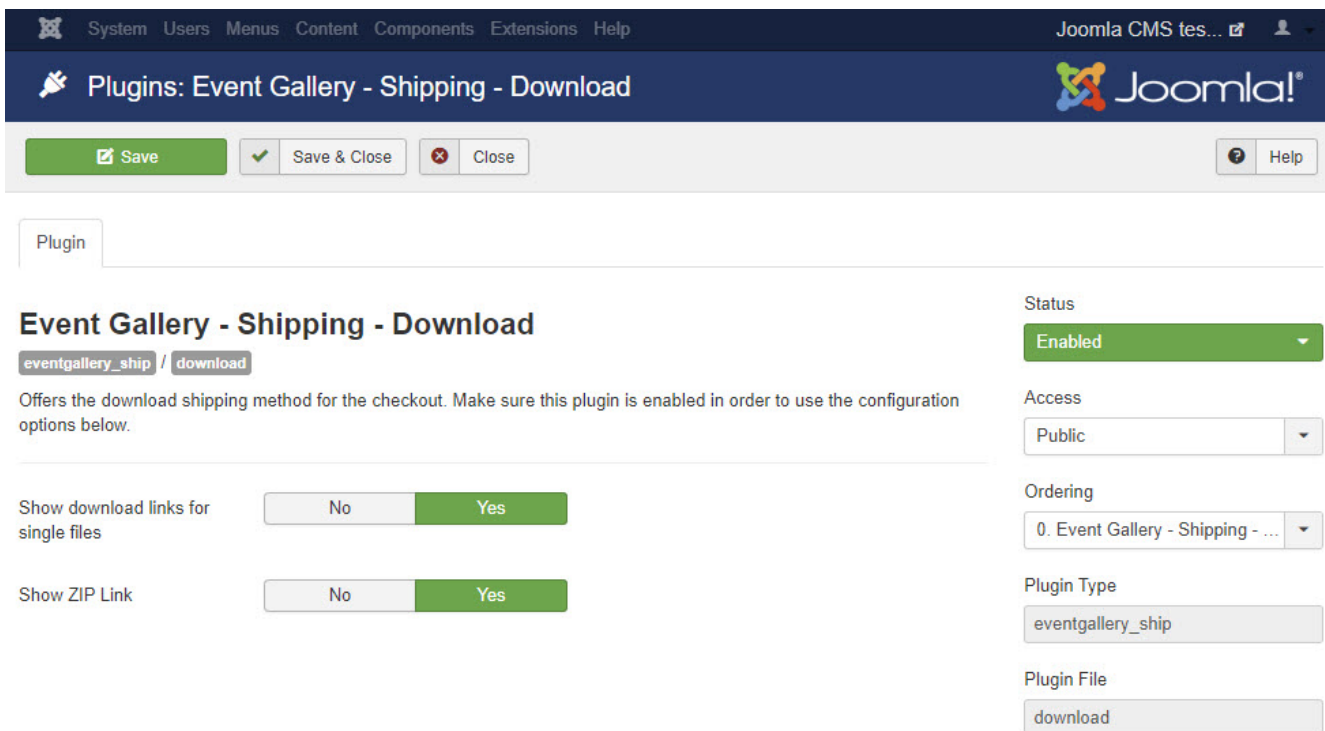 System Users Menus Content Components Extensions Help
Joomla CMS tes...
Plugins: Event Gallery - Shipping - Download
Joomla!®
Save
Save & Close
Close
Help
Plugin
Event Gallery - Shipping - Download
eventgallery_ship / download
Offers the download shipping method for the checkout. Make sure this plugin is enabled in order to use the configuration
options below.
Show download links for
single files
No
Yes
Show ZIP Link
No
Yes
Status
Enabled
Access
Public
Ordering
0. Event Gallery - Shipping - ...
Plugin Type
eventgallery_ship
Plugin File
download